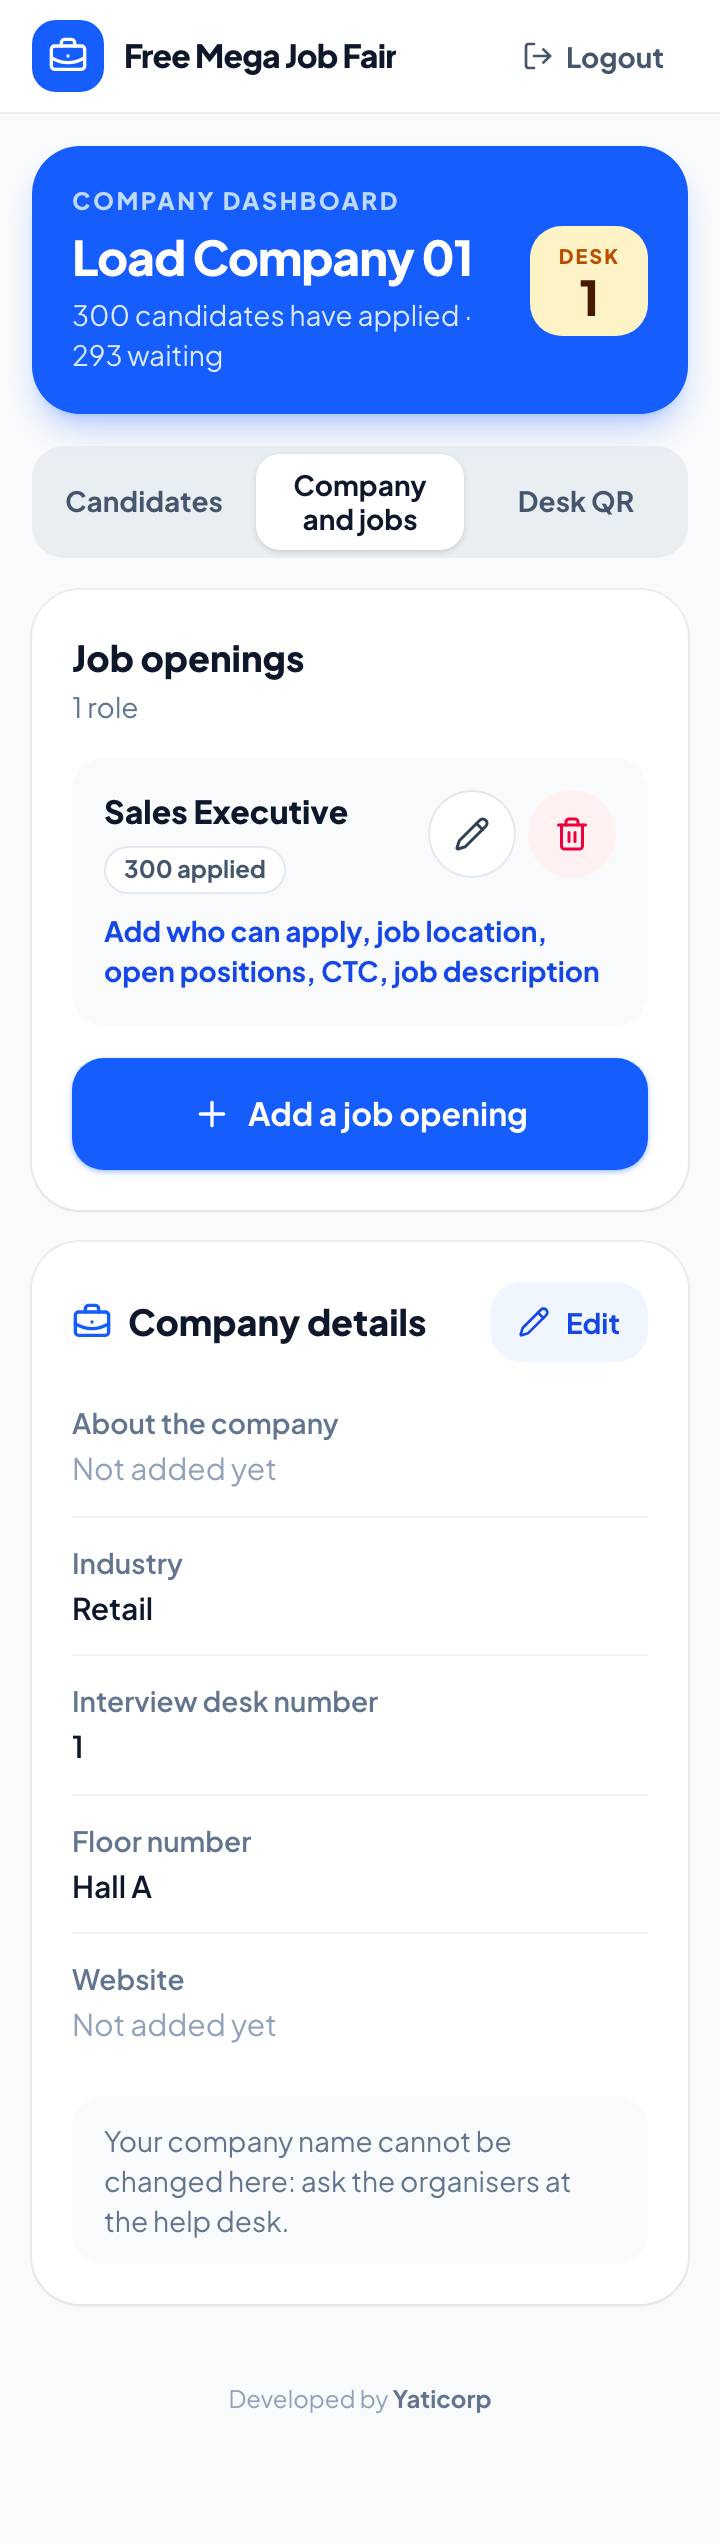 Free Mega Job Fair
Logout
COMPANY DASHBOARD
Load Company 01
300 candidates have applied ·
293 waiting
DESK
1
Candidates
Company
and jobs
Desk QR
Job openings
1 role
Sales Executive
300 applied
Add who can apply, job location,
open positions, CTC, job description
Add a job opening
Company details
Edit
About the company
Not added yet
Industry
Retail
Interview desk number
1
Floor number
Hall A
Website
Not added yet
Your company name cannot be
changed here: ask the organisers at
the help desk.
Developed by Yaticorp